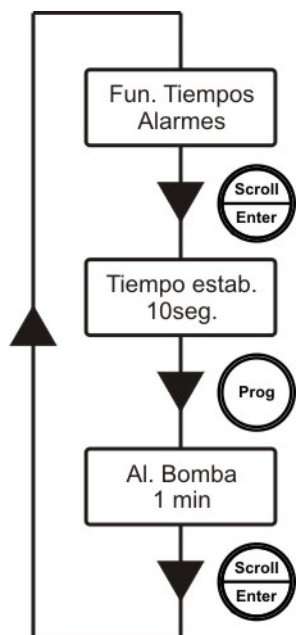 Fun. Tiempos
Alarmes
Scroll
Enter
Tiempo estab.
10seg.
Prog
Al. Bomba
1 min
Scroll
Enter